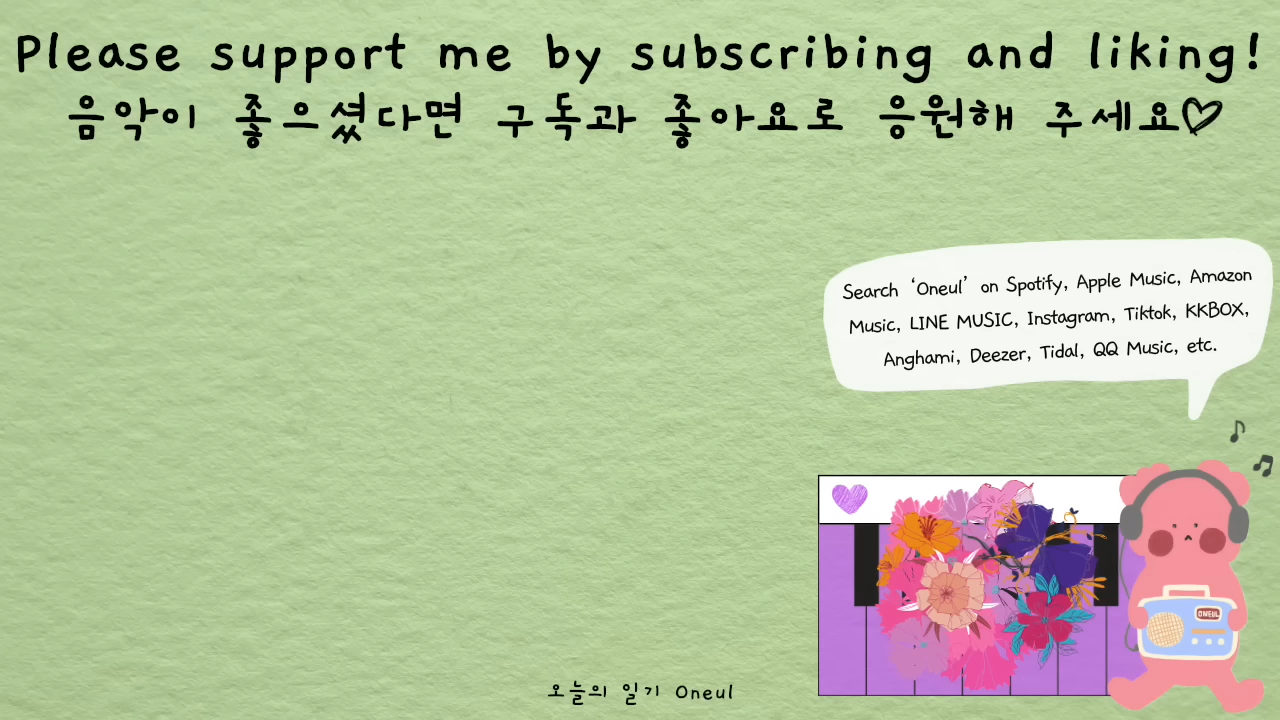 Please support me by subscribing and liking!
음악이 좋으셨다면 구독과 좋아요로 응원해 주세요♡
Search ‘Oneul’ on Spotify, Apple Music, Amazon
Music, LINE MUSIC, Instagram, Tiktok, KKBOX,
Anghami, Deezer, Tidal, QQ Music, etc.
ONEUL
오늘의 일기 Oneul